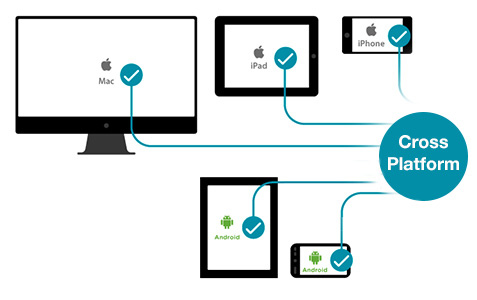 Mac
iPad
iPhone
Cross
Platform
Android
Android